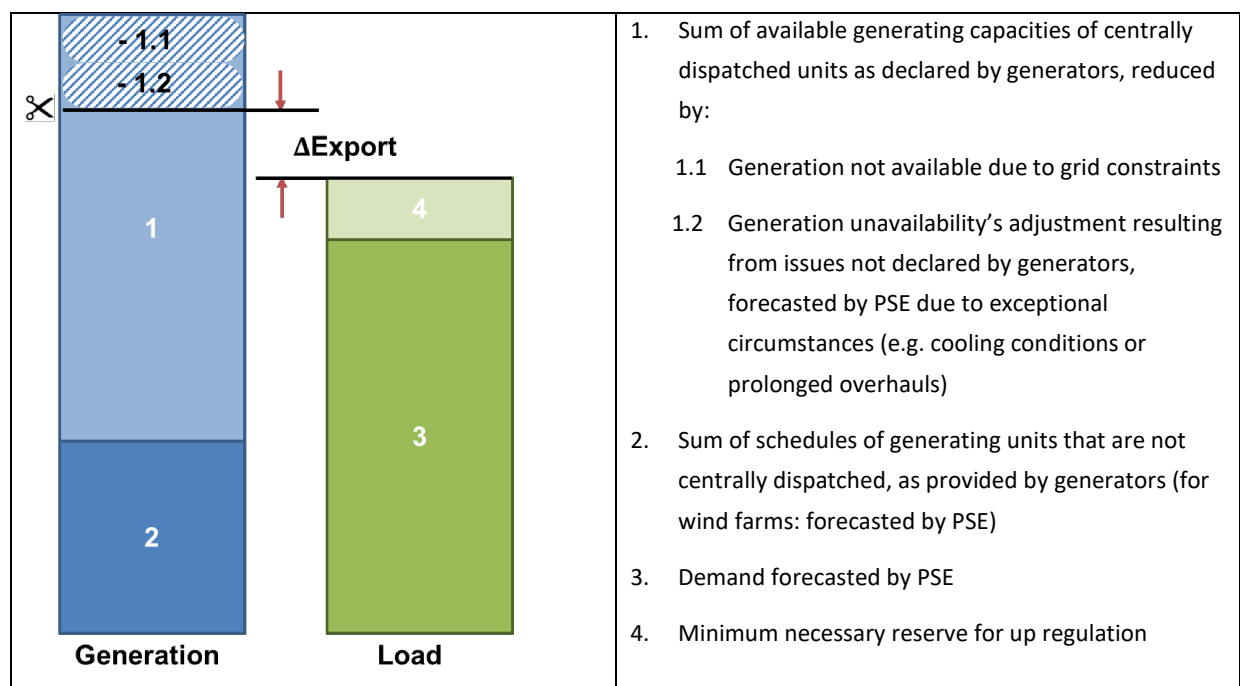 - 1.1
- 1.2
ΔExport
1
4
3
2
Generation
Load
1. Sum of available generating capacities of centrally
dispatched units as declared by generators, reduced
by:
1.1 Generation not available due to grid constraints
1.2 Generation unavailability’s adjustment resulting
from issues not declared by generators,
forecasted by PSE due to exceptional
circumstances (e.g. cooling conditions or
prolonged overhauls)
2. Sum of schedules of generating units that are not
centrally dispatched, as provided by generators (for
wind farms: forecasted by PSE)
3. Demand forecasted by PSE
4. Minimum necessary reserve for up regulation